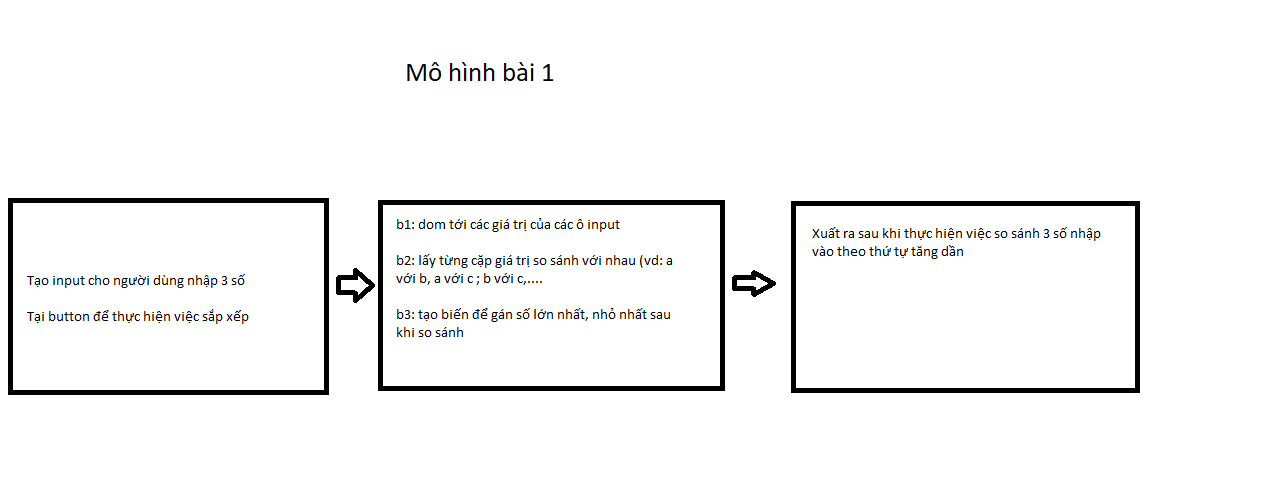 Mô hình bài 1
Tạo input cho người dùng nhập 3 số
Tại button để thực hiện việc sắp xếp
b1: dom tới các giá trị của các ô input
b2: lấy từng cặp giá trị so sánh với nhau (vd: a
với b, a với c ; b với c,....
b3: tạo biến để gán số lớn nhất, nhỏ nhất sau
khi so sánh
Xuất ra sau khi thực hiện việc so sánh 3 số nhập
vào theo thứ tự tăng dần